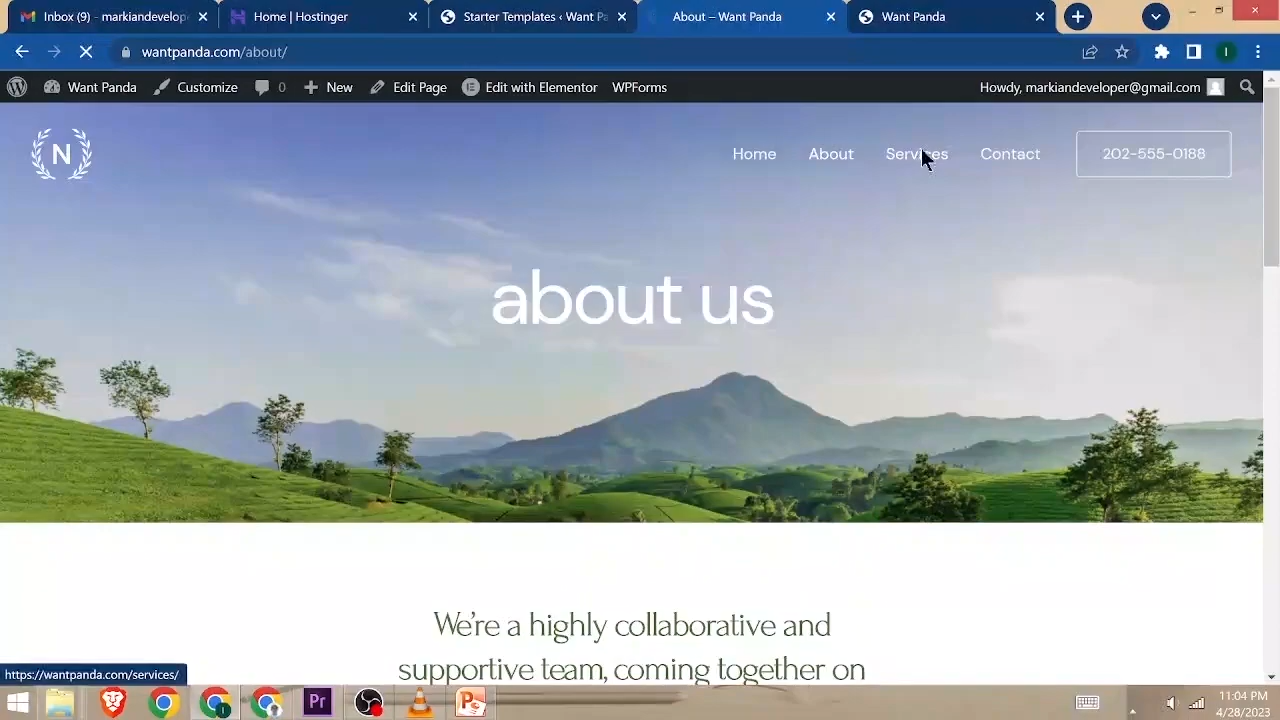 Inbox (9) - markiandevelop
Home | Hostinger
Starter Templates ‹ Want Pa
About – Want Panda
Want Panda
wantpanda.com/about/
Want Panda
Customize
0
New
Edit Page
Edit with Elementor
WPForms
Howdy, markiandeveloper@gmail.com
N
Home
About
Services
Contact
202-555-0188
about us
We're a highly collaborative and
supportive team, coming together on
https://wantpanda.com/services/
11:04 PM
4/28/2023